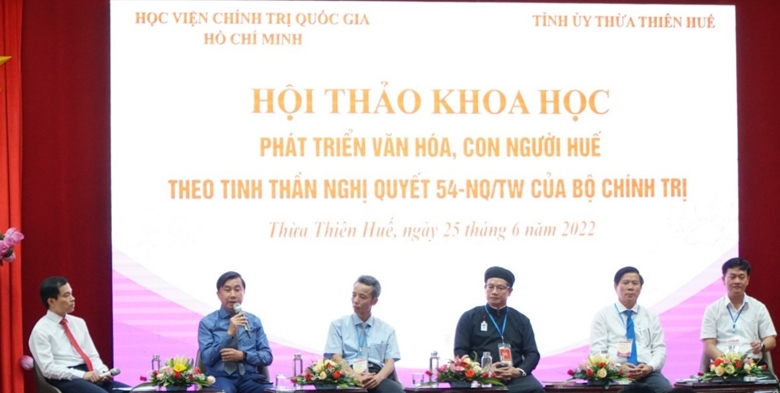 HỌC VIỆN CHÍNH TRỊ QUỐC GIA
HỒ CHÍ MINH
TỈNH ỦY THỪA THIÊN HUẾ
HỘI THẢO KHOA HỌC
PHÁT TRIỂN VĂN HÓA, CON NGƯỜI HUẾ
THEO TINH THẦN NGHỊ QUYẾT 54-NQ/TW CỦA BỘ CHÍNH TRỊ
Thừa Thiên Huế, ngày 25 tháng 6 năm 2022